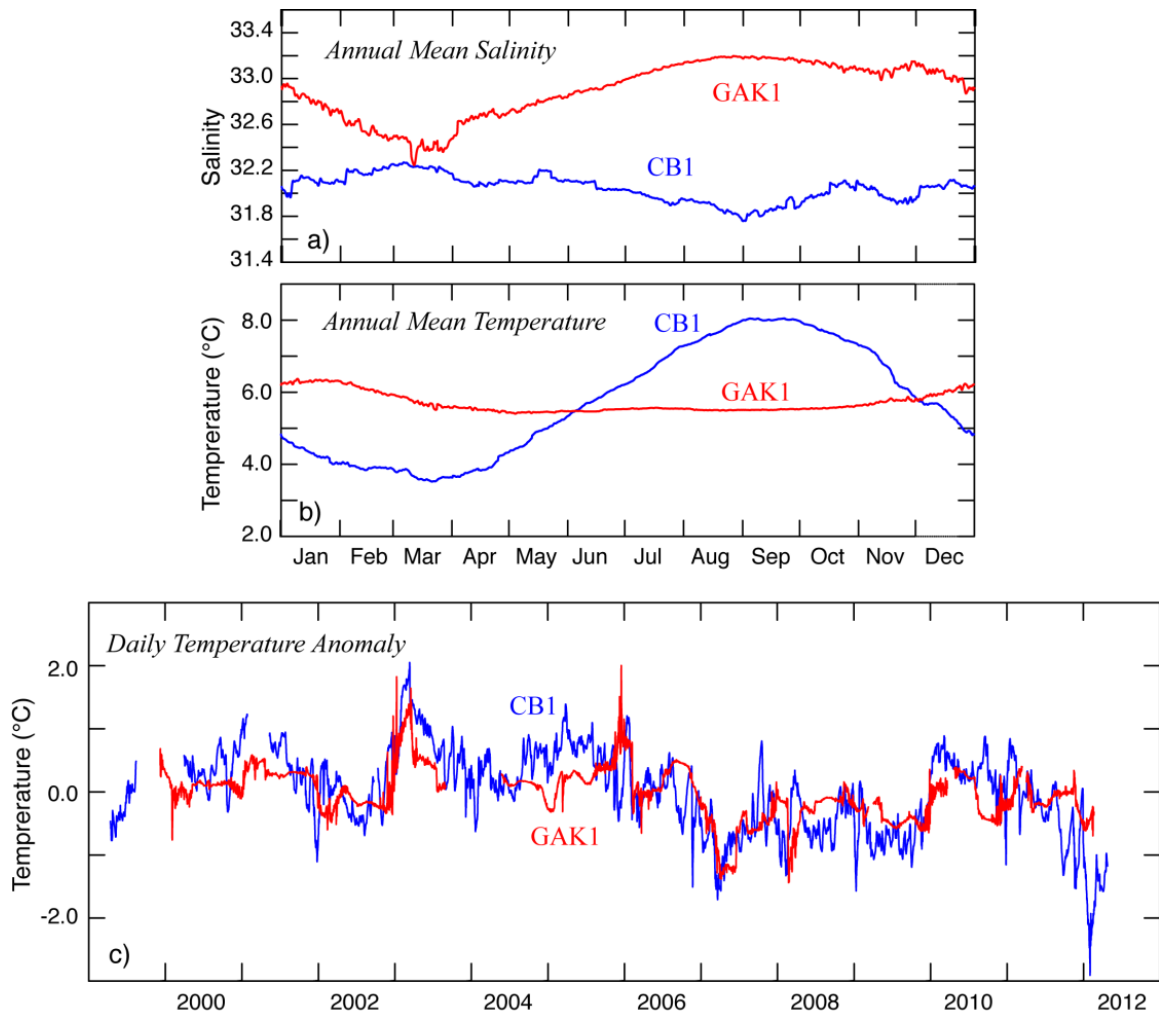 Annual Mean Salinity
33.4
33.0
32.6
32.2
31.8
31.4
Salinity
GAK1
CB1
a)
Annual Mean Temperature
8.0
6.0
4.0
2.0
Temprerature (°C)
CB1
GAK1
b)
Jan Feb Mar Apr May Jun Jul Aug Sep Oct Nov Dec
Daily Temperature Anomaly
2.0
0.0
-2.0
Temprerature (°C)
CB1
GAK1
c)
2000 2002 2004 2006 2008 2010 2012